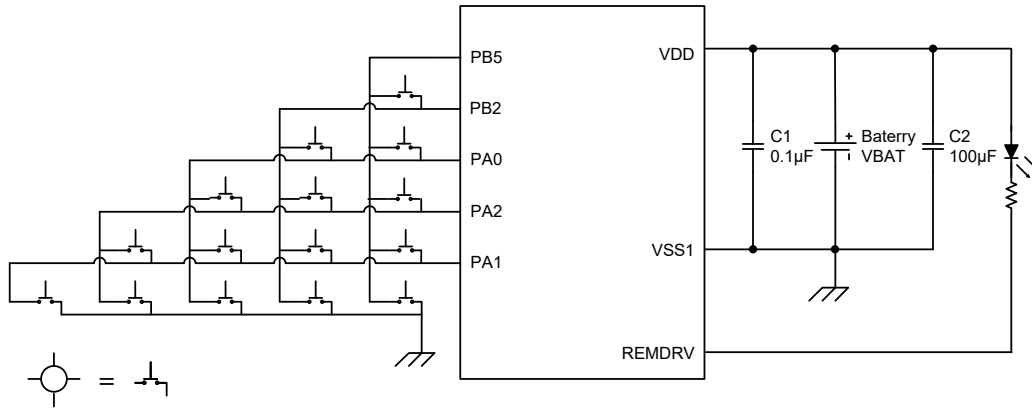 PB5
PB2
PA0
PA2
PA1
VDD
VSS1
REMDRV
C1
0.1µF
+ Baterry
- VBAT
C2
100µF
=